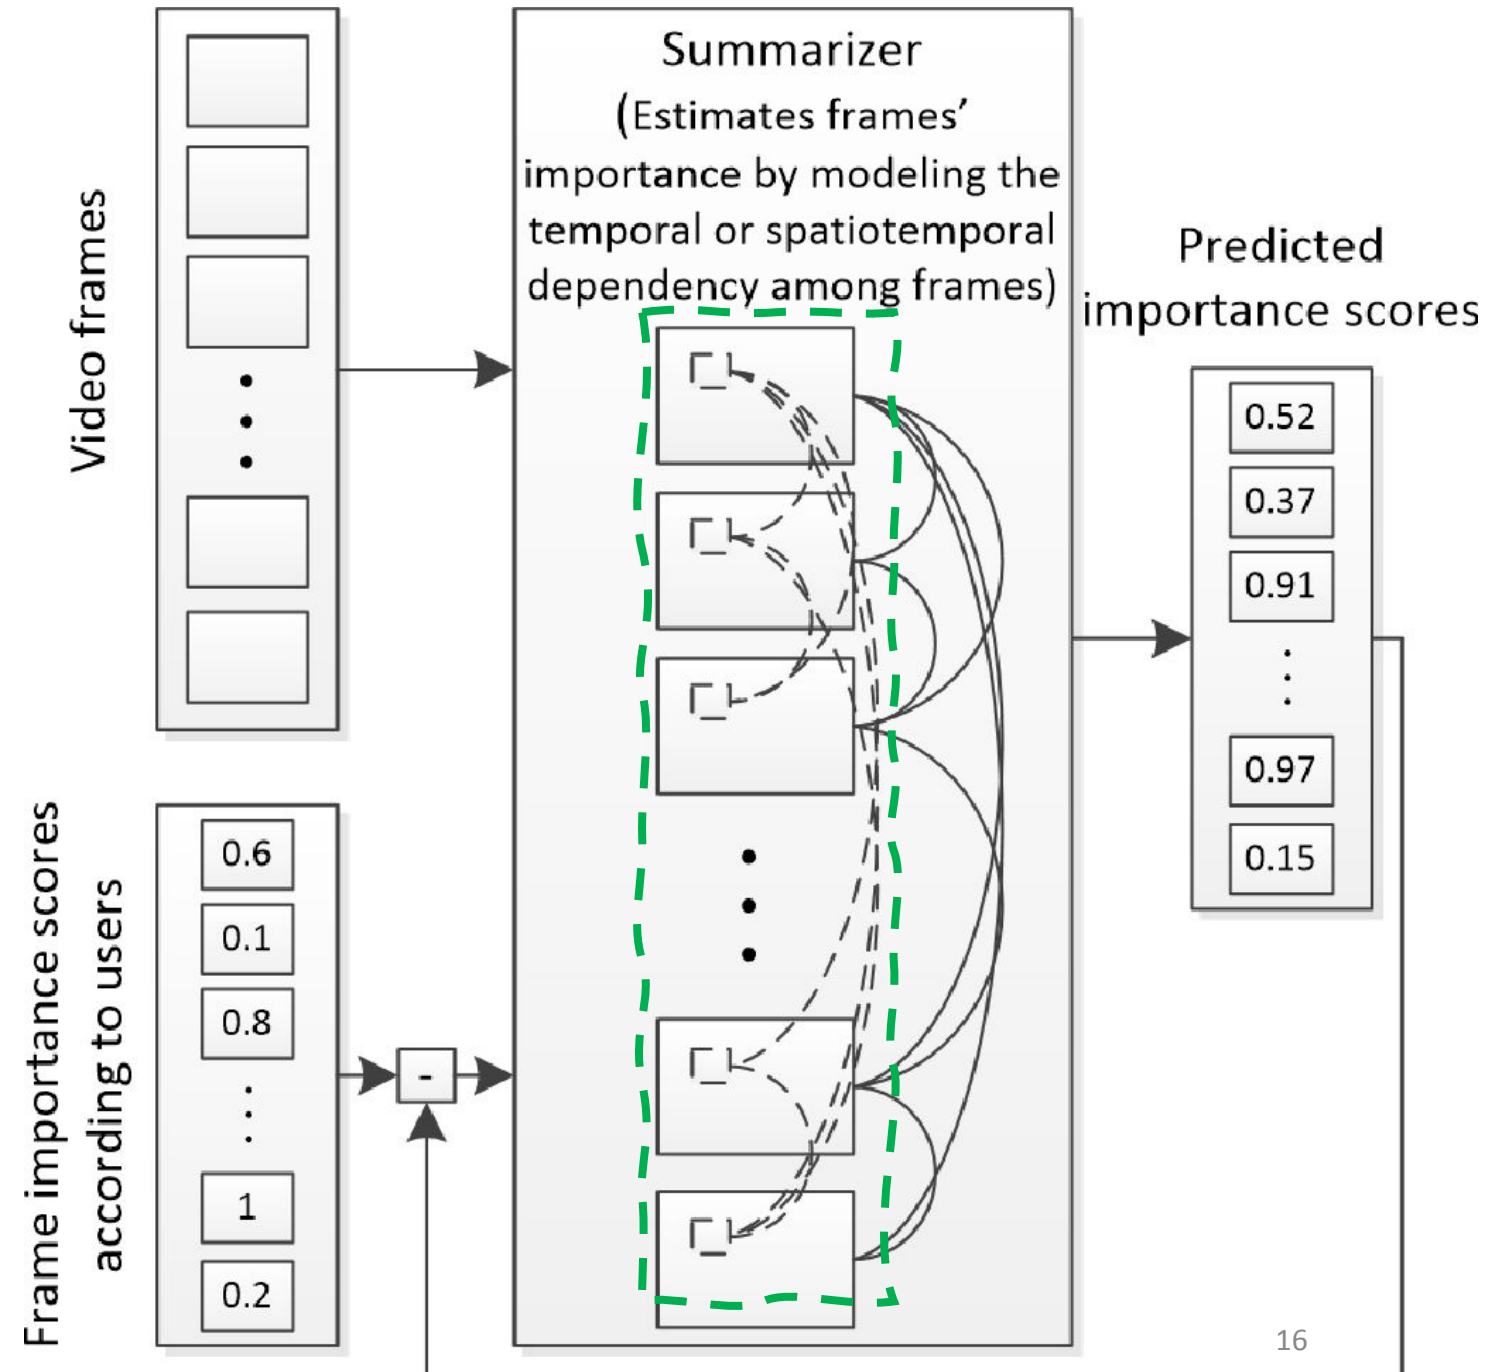 Video frames
Summarizer
(Estimates frames’
importance by modeling the
temporal or spatiotemporal
dependency among frames)
Predicted
importance scores
0.52
0.37
0.91
0.97
0.15
Frame importance scores
according to users
0.6
0.1
0.8
1
0.2
-
16